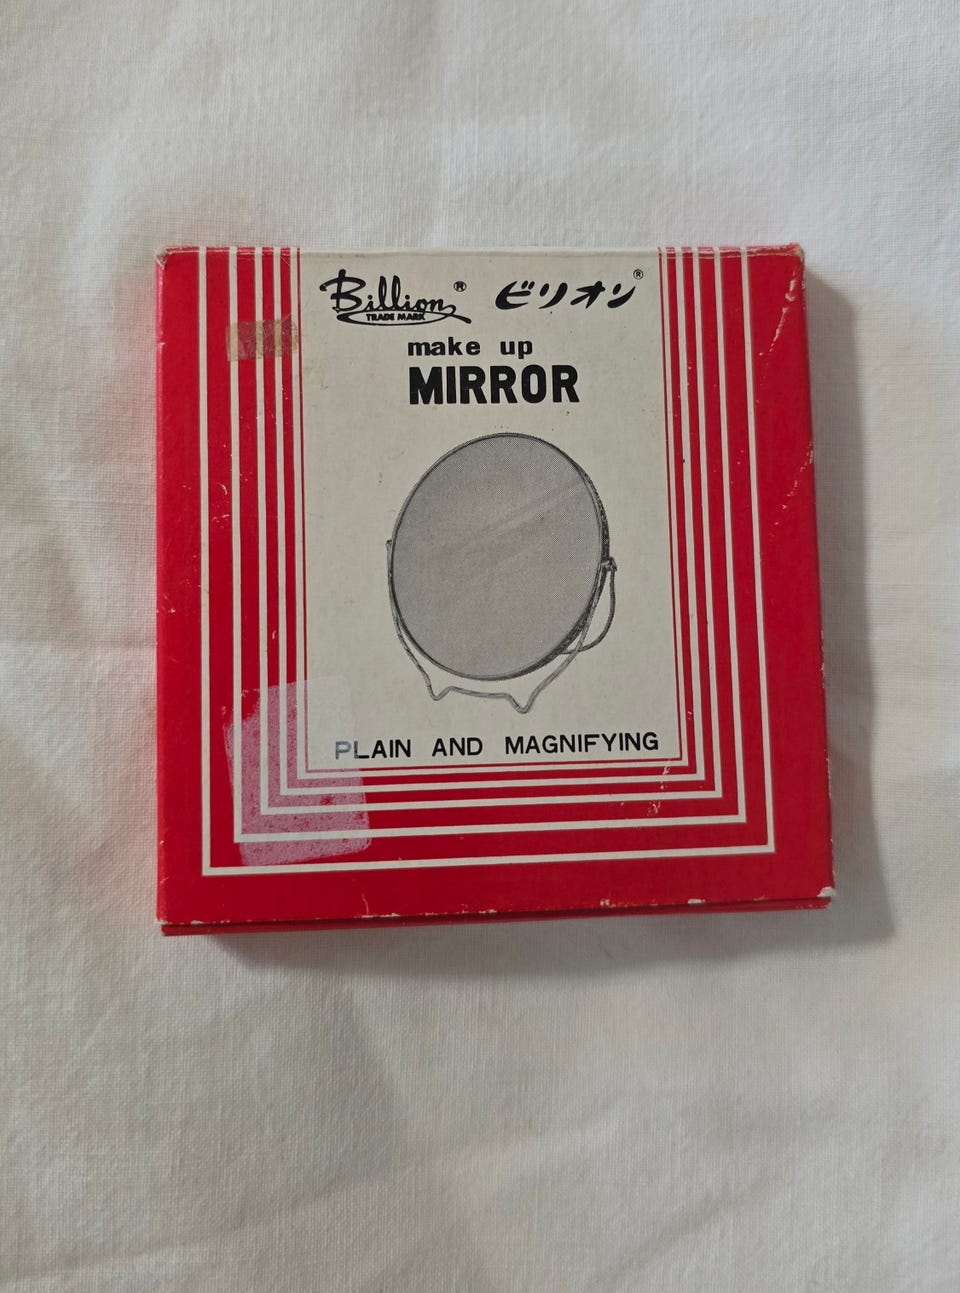 Billion® ビリオン®
TRADE MARK
make up
MIRROR
PLAIN AND MAGNIFYING